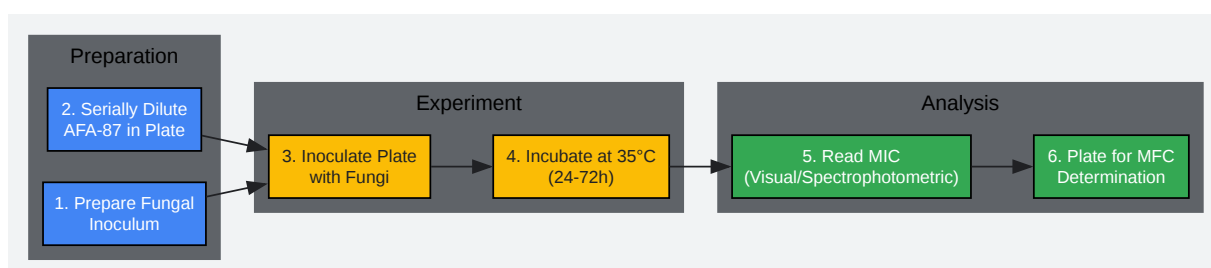 Preparation
2. Serially Dilute
AFA-87 in Plate
1. Prepare Fungal
Inoculum
Experiment
3. Inoculate Plate
with Fungi
4. Incubate at 35°C
(24-72h)
Analysis
5. Read MIC
(Visual/Spectrophotometric)
6. Plate for MFC
Determination